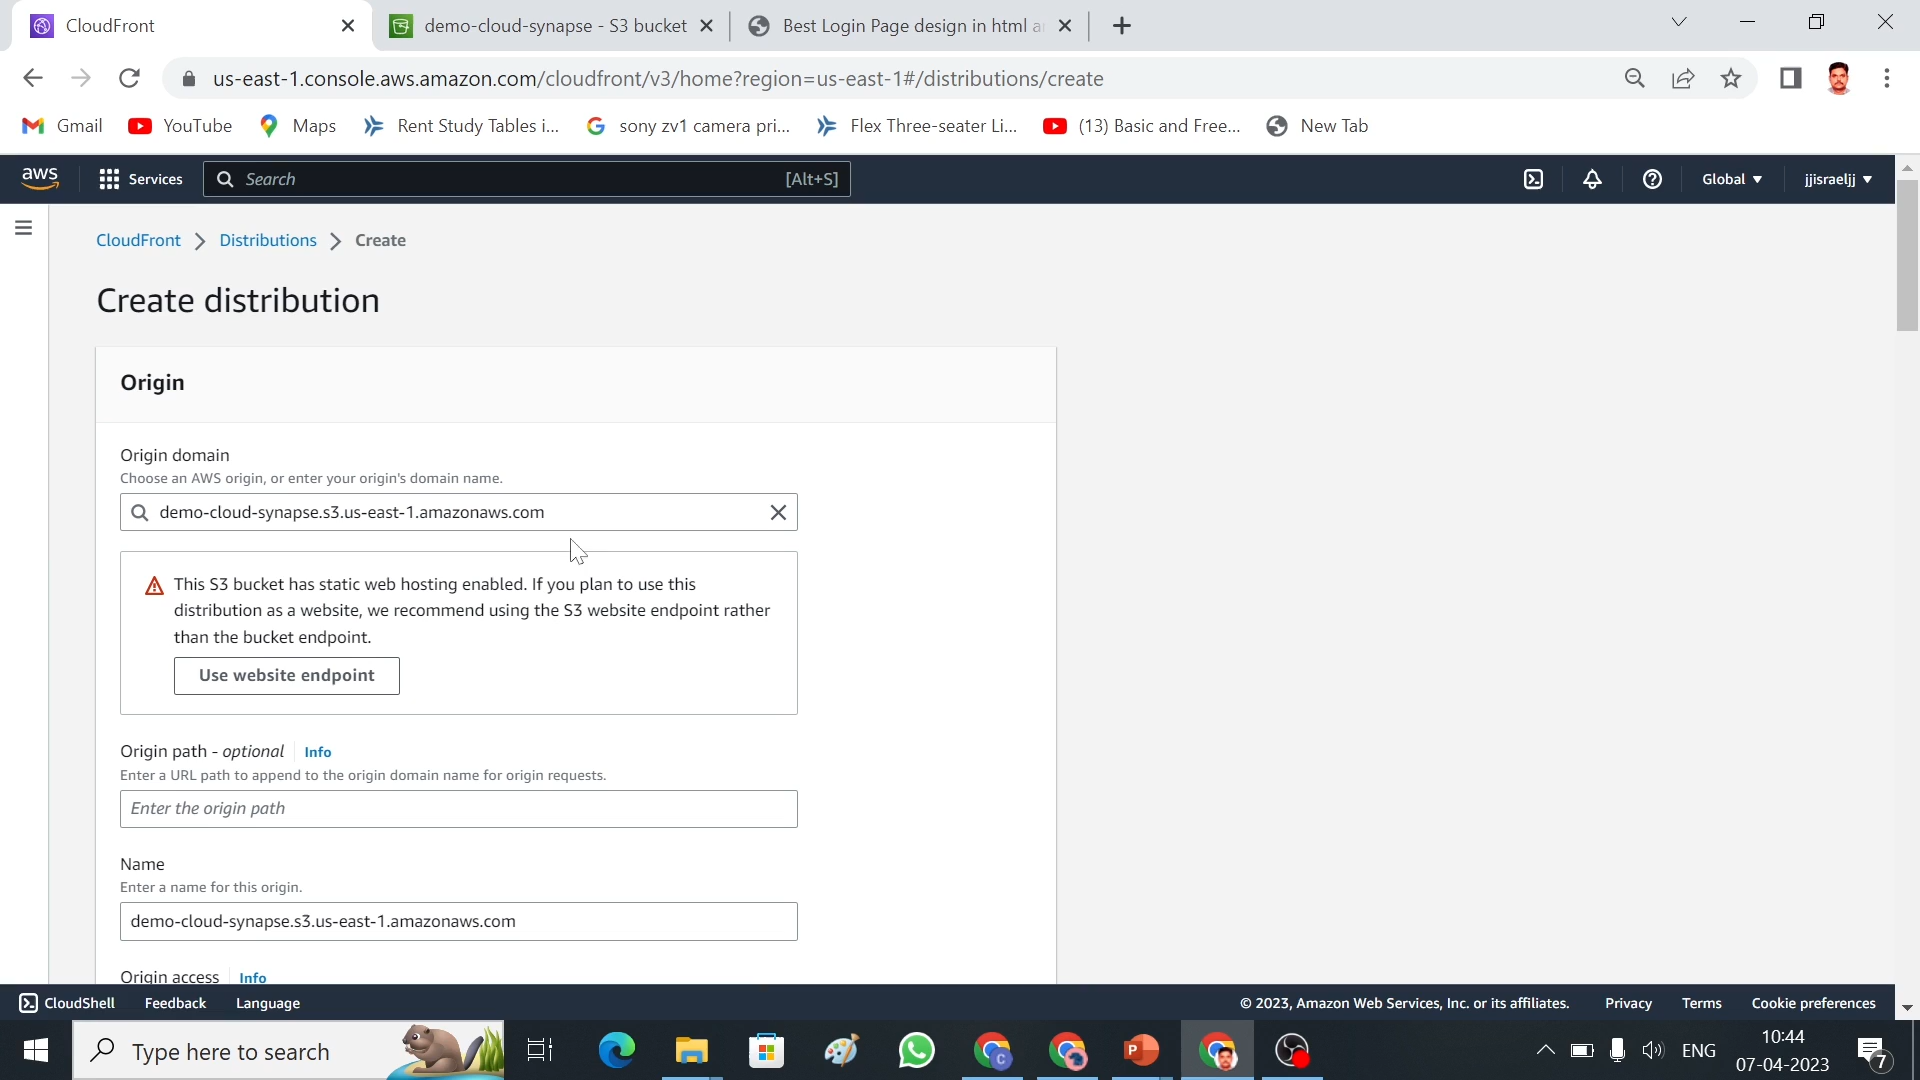 CloudFront
demo-cloud-synapse - S3 bucket
Best Login Page design in html a
us-east-1.console.aws.amazon.com/cloudfront/v3/home?region=us-east-1#/distributions/create
Gmail
YouTube
Maps
Rent Study Tables i...
sony zv1 camera pri...
Flex Three-seater Li...
(13) Basic and Free...
New Tab
aws
Services
Search
[Alt+S]
Global
jjisraeljj
CloudFront
Distributions
Create
Create distribution
Origin
Origin domain
Choose an AWS origin, or enter your origin's domain name.
demo-cloud-synapse.s3.us-east-1.amazonaws.com
This S3 bucket has static web hosting enabled. If you plan to use this
distribution as a website, we recommend using the S3 website endpoint rather
than the bucket endpoint.
Use website endpoint
Origin path - optional
Info
Enter a URL path to append to the origin domain name for origin requests.
Enter the origin path
Name
Enter a name for this origin.
demo-cloud-synapse.s3.us-east-1.amazonaws.com
Origin access
Info
CloudShell
Feedback
Language
© 2023, Amazon Web Services, Inc. or its affiliates.
Privacy
Terms
Cookie preferences
Type here to search
C
P
ENG
10:44
07-04-2023
7